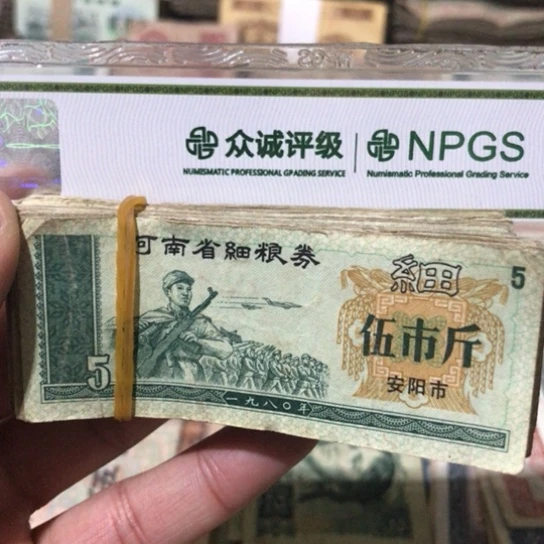 众诚评级 NPGS
NUMISMATIC PROFESSIONAL GRADING SERVICE Numismatic Professional Grading Service
河南省細粮券
細
5
伍市斤
安阳市
5
一九八〇年